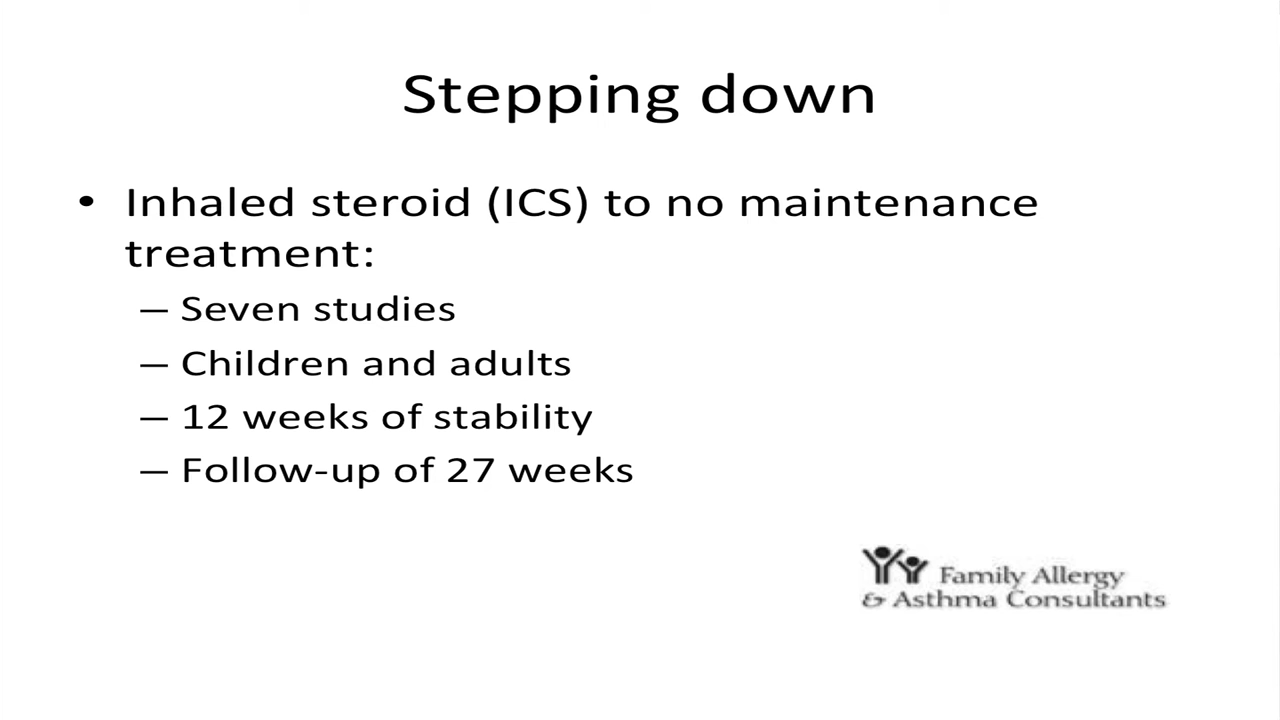 Stepping down
• Inhaled steroid (ICS) to no maintenance
treatment:
— Seven studies
— Children and adults
— 12 weeks of stability
— Follow-up of 27 weeks
Family Allergy
& Asthma Consultants